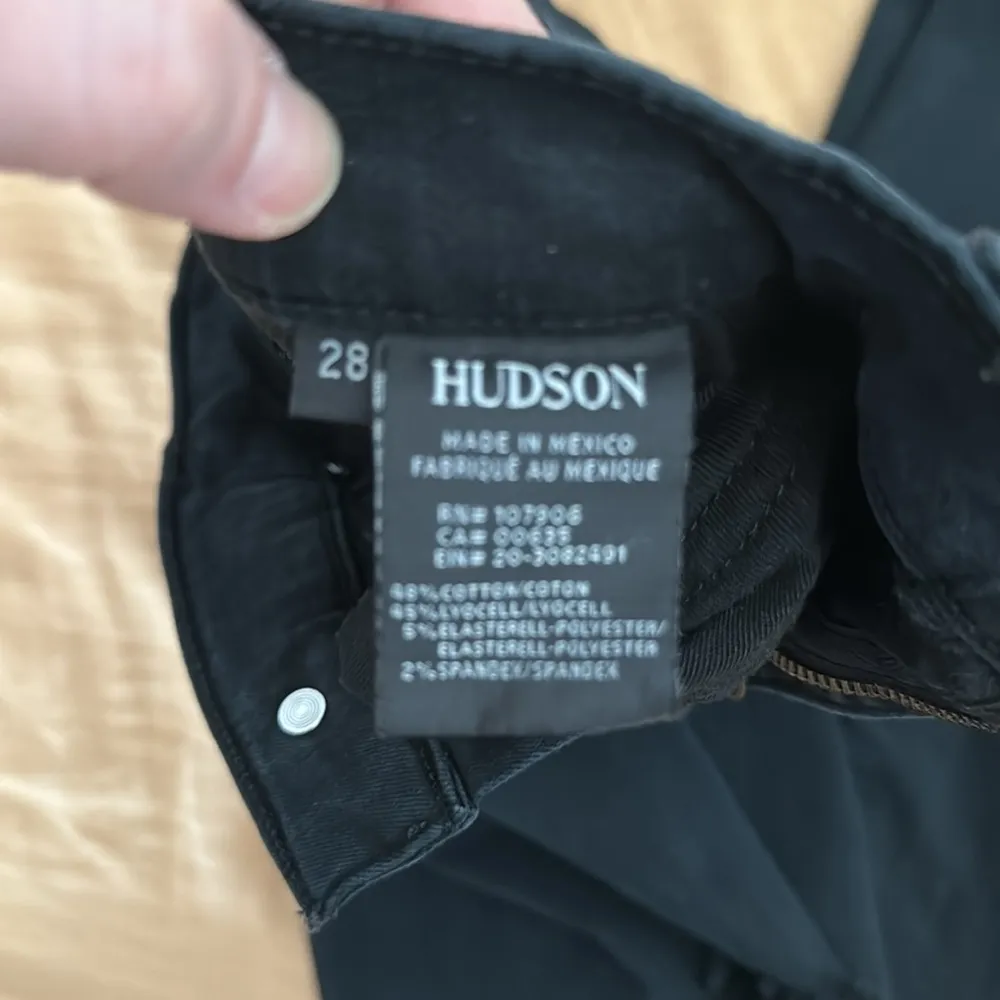 28
HUDSON
MADE IN MEXICO
FABRIQUÉ AU MEXIQUE
RN# 107906
CA# 00635
EIN# 20-3082491
48% COTTON/COTON
45% LYOCELL/LYOCELL
5% ELASTERELL-POLYESTER/
ELASTERELL-POLYESTER
2% SPANDEX/SPANDEX